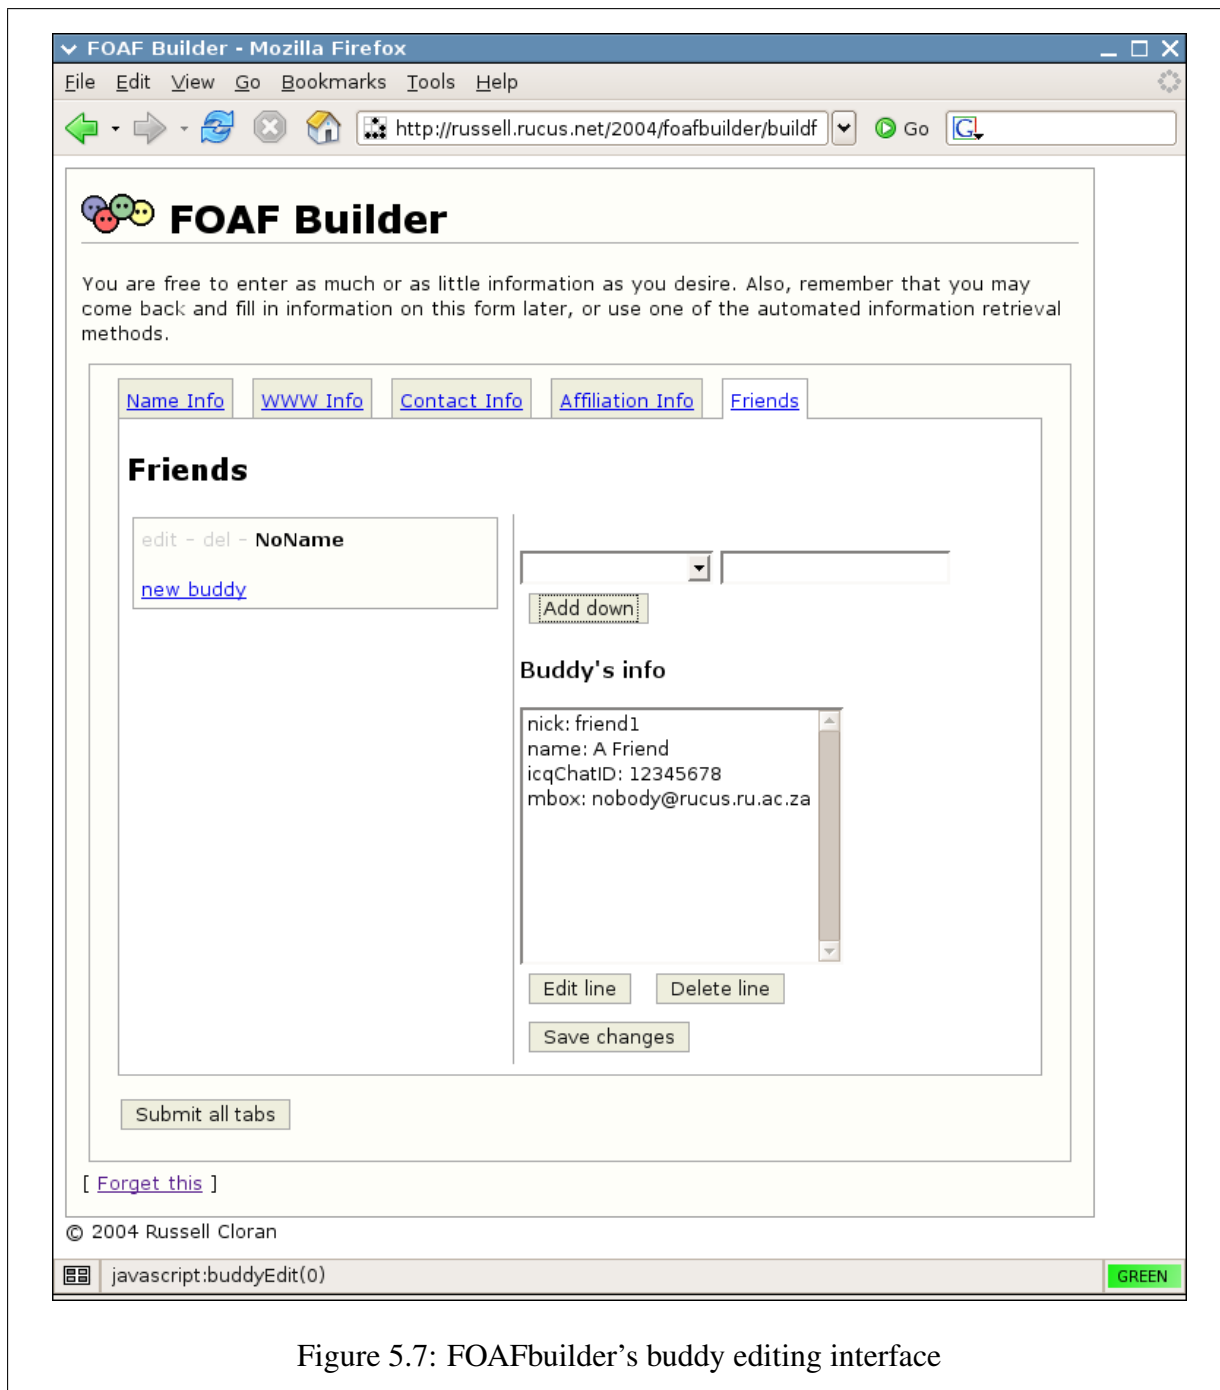 FOAF Builder - Mozilla Firefox
File Edit View Go Bookmarks Tools Help
http://russell.rucus.net/2004/foafbuilder/buildf Go G
FOAF Builder
You are free to enter as much or as little information as you desire. Also, remember that you may
come back and fill in information on this form later, or use one of the automated information retrieval
methods.
Name Info WWW Info Contact Info Affiliation Info Friends
Friends
edit - del - NoName
new buddy
Add down
Buddy's info
nick: friend1
name: A Friend
icqChatID: 12345678
mbox: nobody@rucus.ru.ac.za
Edit line Delete line
Save changes
Submit all tabs
[ Forget this ]
© 2004 Russell Cloran
javascript:buddyEdit(0) GREEN
Figure 5.7: FOAFbuilder’s buddy editing interface